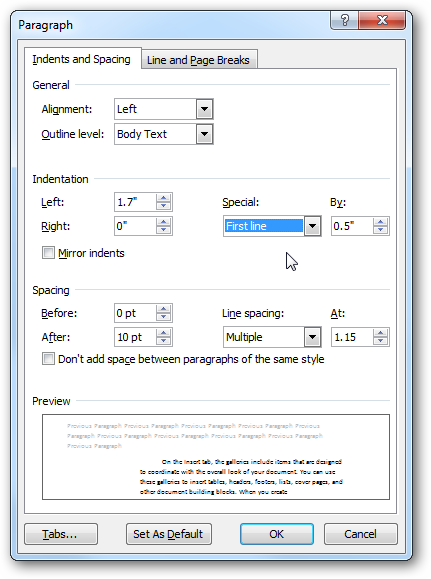 Paragraph
Indents and Spacing Line and Page Breaks
General
Alignment: Left
Outline level: Body Text
Indentation
Left: 1.7" Special: By:
Right: 0" First line 0.5"
Mirror indents
Spacing
Before: 0 pt Line spacing: At:
After: 10 pt Multiple 1.15
Don't add space between paragraphs of the same style
Preview
Previous Paragraph Previous Paragraph Previous Paragraph Previous Paragraph Previous
Paragraph Previous Paragraph Previous Paragraph Previous Paragraph Previous Paragraph
Previous Paragraph
On the Insert tab, the galleries include items that are designed
to coordinate with the overall look of your document. You can use
these galleries to insert tables, headers, footers, lists, cover pages, and
other document building blocks. When you create
Tabs... Set As Default OK Cancel